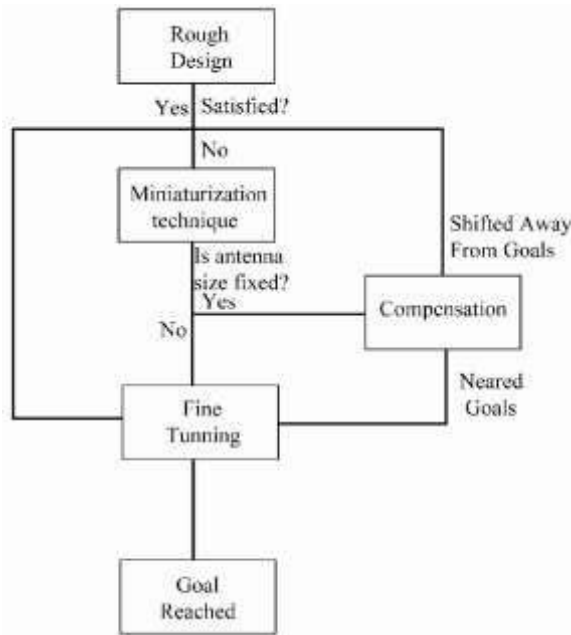 Rough
Design
Yes
Satisfied?
No
Miniaturization
technique
Shifted Away
From Goals
Is antenna
size fixed?
Yes
Compensation
No
Neared
Goals
Fine
Tunning
Goal
Reached